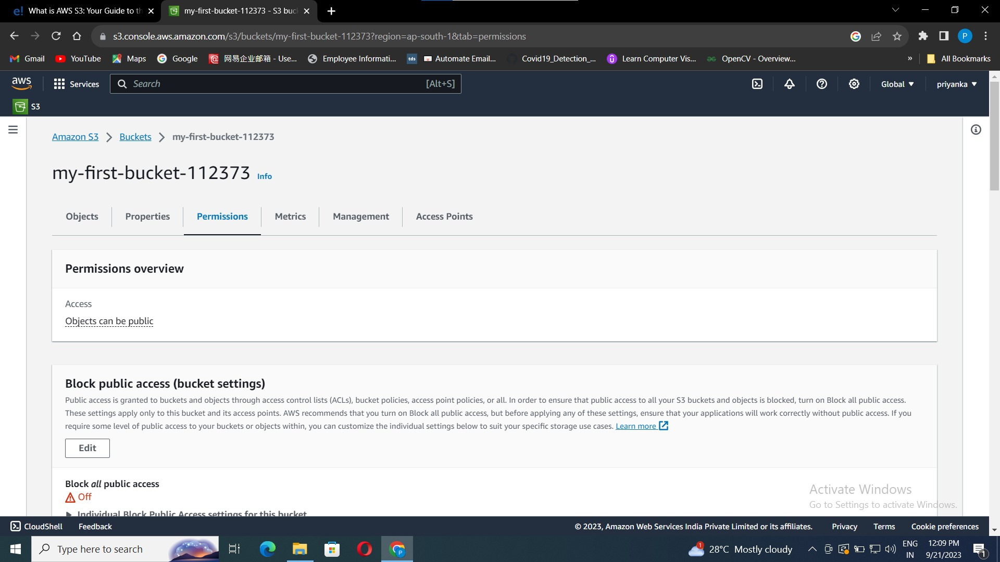 What is AWS S3: Your Guide to th
my-first-bucket-112373 - S3 buc
s3.console.aws.amazon.com/s3/buckets/my-first-bucket-112373?region=ap-south-1&tab=permissions
P
Gmail
YouTube
Maps
Google
网易企业邮箱 - Use...
Employee Informati...
tds
Automate Email...
Covid19_Detection_...
Learn Computer Vis...
OpenCV - Overview...
»
All Bookmarks
aws
Services
Search
[Alt+S]
Global
priyanka
S3
Amazon S3 > Buckets > my-first-bucket-112373
my-first-bucket-112373 Info
Objects
Properties
Permissions
Metrics
Management
Access Points
Permissions overview
Access
Objects can be public
Block public access (bucket settings)
Public access is granted to buckets and objects through access control lists (ACLs), bucket policies, access point policies, or all. In order to ensure that public access to all your S3 buckets and objects is blocked, turn on Block all public access.
These settings apply only to this bucket and its access points. AWS recommends that you turn on Block all public access, but before applying any of these settings, ensure that your applications will work correctly without public access. If you
require some level of public access to your buckets or objects within, you can customize the individual settings below to suit your specific storage use cases. Learn more
Edit
Block all public access
Off
Individual Block Public Access settings for this bucket
Activate Windows
Go to Settings to activate Windows.
CloudShell
Feedback
© 2023, Amazon Web Services India Private Limited or its affiliates.
Privacy
Terms
Cookie preferences
Type here to search
1
28°C Mostly cloudy
ENG
IN
12:09 PM
9/21/2023
1